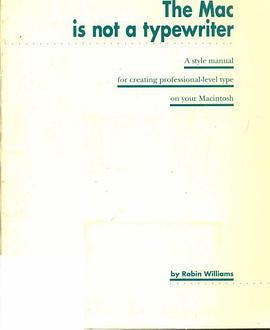 The Mac
is not a typewriter
A style manual
for creating professional-level type
on your Macintosh
by Robin Williams